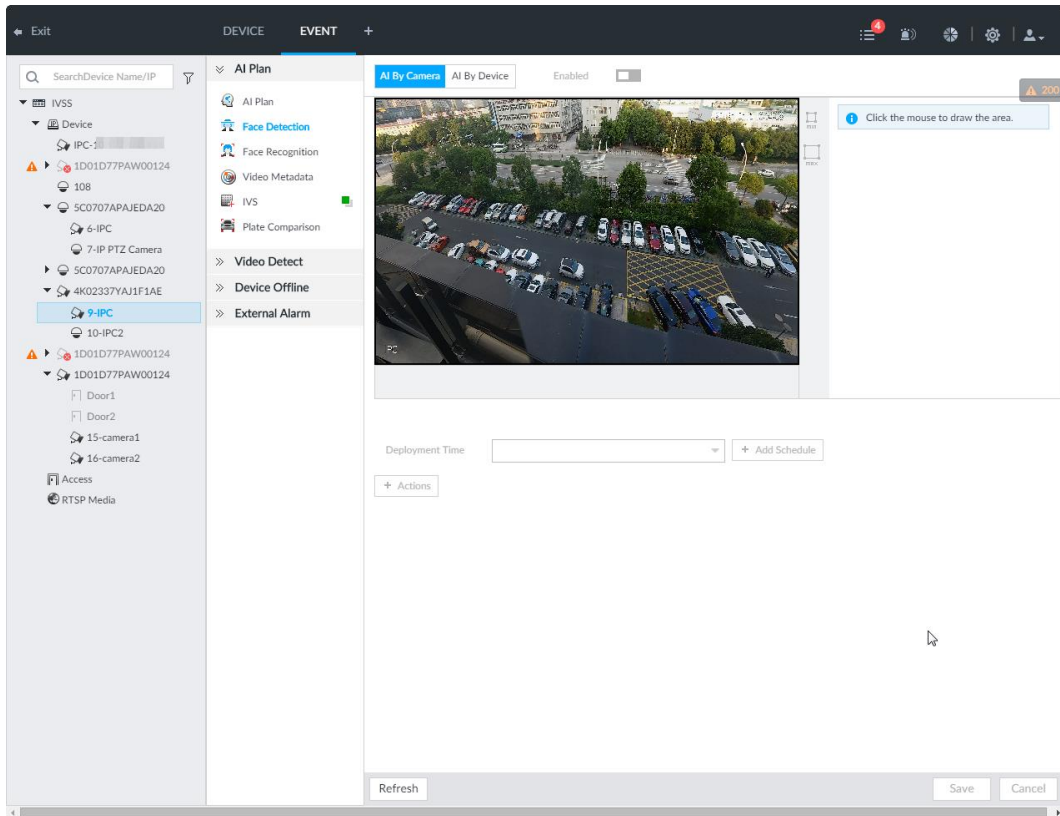 Exit
DEVICE
EVENT
+
4
SearchDevice Name/IP
IVSS
Device
IPC-1
1D01D77PAW00124
108
5C0707APAJEDA20
6-IPC
7-IP PTZ Camera
5C0707APAJEDA20
4K02337YAJ1F1AE
9-IPC
10-IPC2
1D01D77PAW00124
1D01D77PAW00124
Door1
Door2
15-camera1
16-camera2
Access
RTSP Media
AI Plan
AI Plan
Face Detection
Face Recognition
Video Metadata
IVS
Plate Comparison
Video Detect
Device Offline
External Alarm
AI By Camera
AI By Device
Enabled
200
min
max
Click the mouse to draw the area.
Deployment Time
+ Add Schedule
+ Actions
Refresh
Save
Cancel